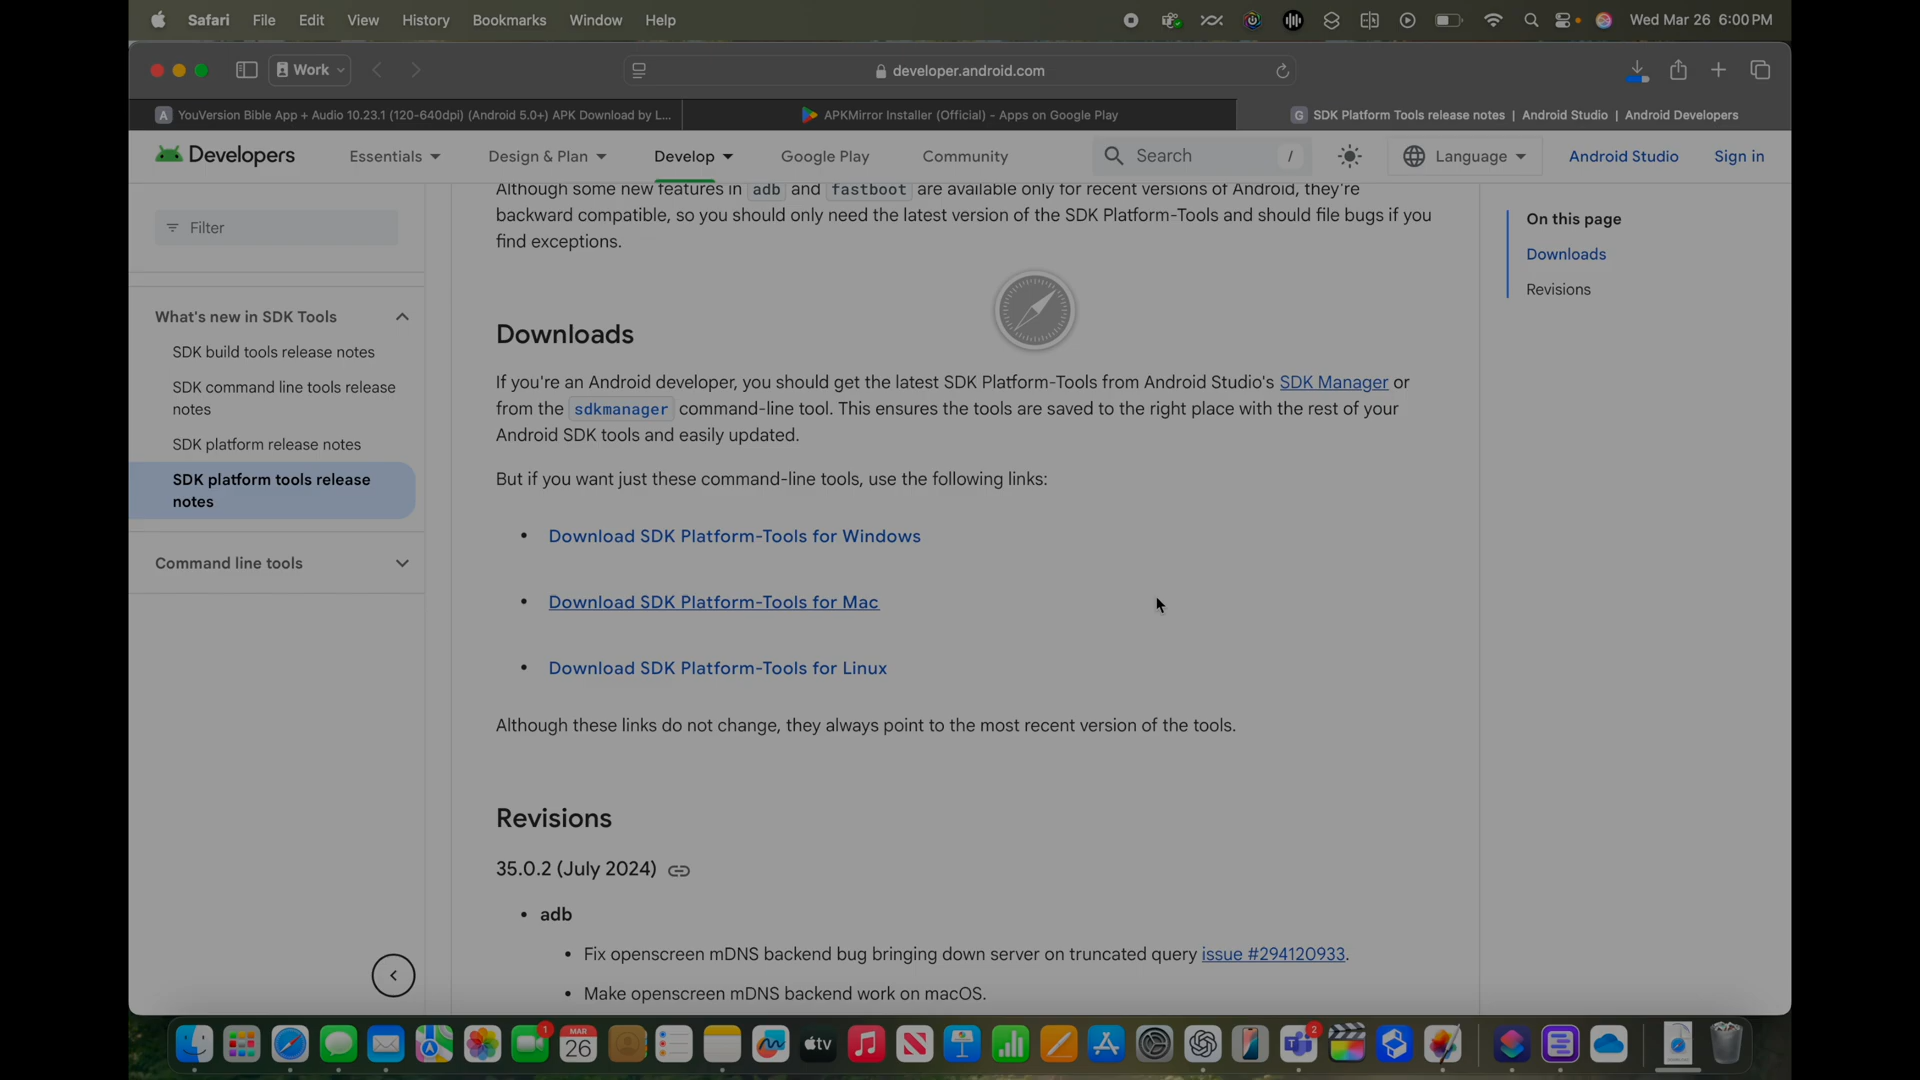 Safari File Edit View History Bookmarks Window Help Wed Mar 26 6:00 PM
Work developer.android.com
A YouVersion Bible App + Audio 10.23.1 (120-640dpi) (Android 5.0+) APK Download by L... APKMirror Installer (Official) - Apps on Google Play G SDK Platform Tools release notes | Android Studio | Android Developers
Developers Essentials Design & Plan Develop Google Play Community Search / Language Android Studio Sign in
Filter
What's new in SDK Tools
SDK build tools release notes
SDK command line tools release
notes
SDK platform release notes
SDK platform tools release
notes
Command line tools
Although some new features in adb and fastboot are available only for recent versions of Android, they're
backward compatible, so you should only need the latest version of the SDK Platform-Tools and should file bugs if you
find exceptions.
Downloads
If you're an Android developer, you should get the latest SDK Platform-Tools from Android Studio's SDK Manager or
from the sdkmanager command-line tool. This ensures the tools are saved to the right place with the rest of your
Android SDK tools and easily updated.
But if you want just these command-line tools, use the following links:
• Download SDK Platform-Tools for Windows
• Download SDK Platform-Tools for Mac
• Download SDK Platform-Tools for Linux
Although these links do not change, they always point to the most recent version of the tools.
Revisions
35.0.2 (July 2024)
• adb
• Fix openscreen mDNS backend bug bringing down server on truncated query issue #294120933.
• Make openscreen mDNS backend work on macOS.
On this page
Downloads
Revisions
1 MAR 26 tv 2